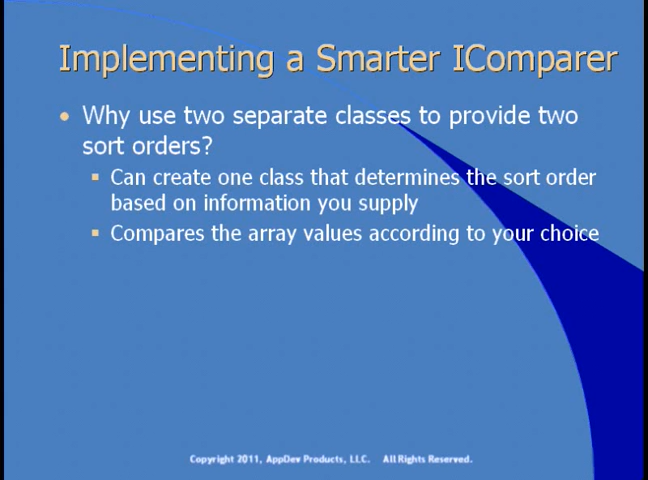 Implementing a Smarter IComparer
• Why use two separate classes to provide two
sort orders?
▪ Can create one class that determines the sort order
based on information you supply
▪ Compares the array values according to your choice
Copyright 2011, AppDev Products, LLC. All Rights Reserved.